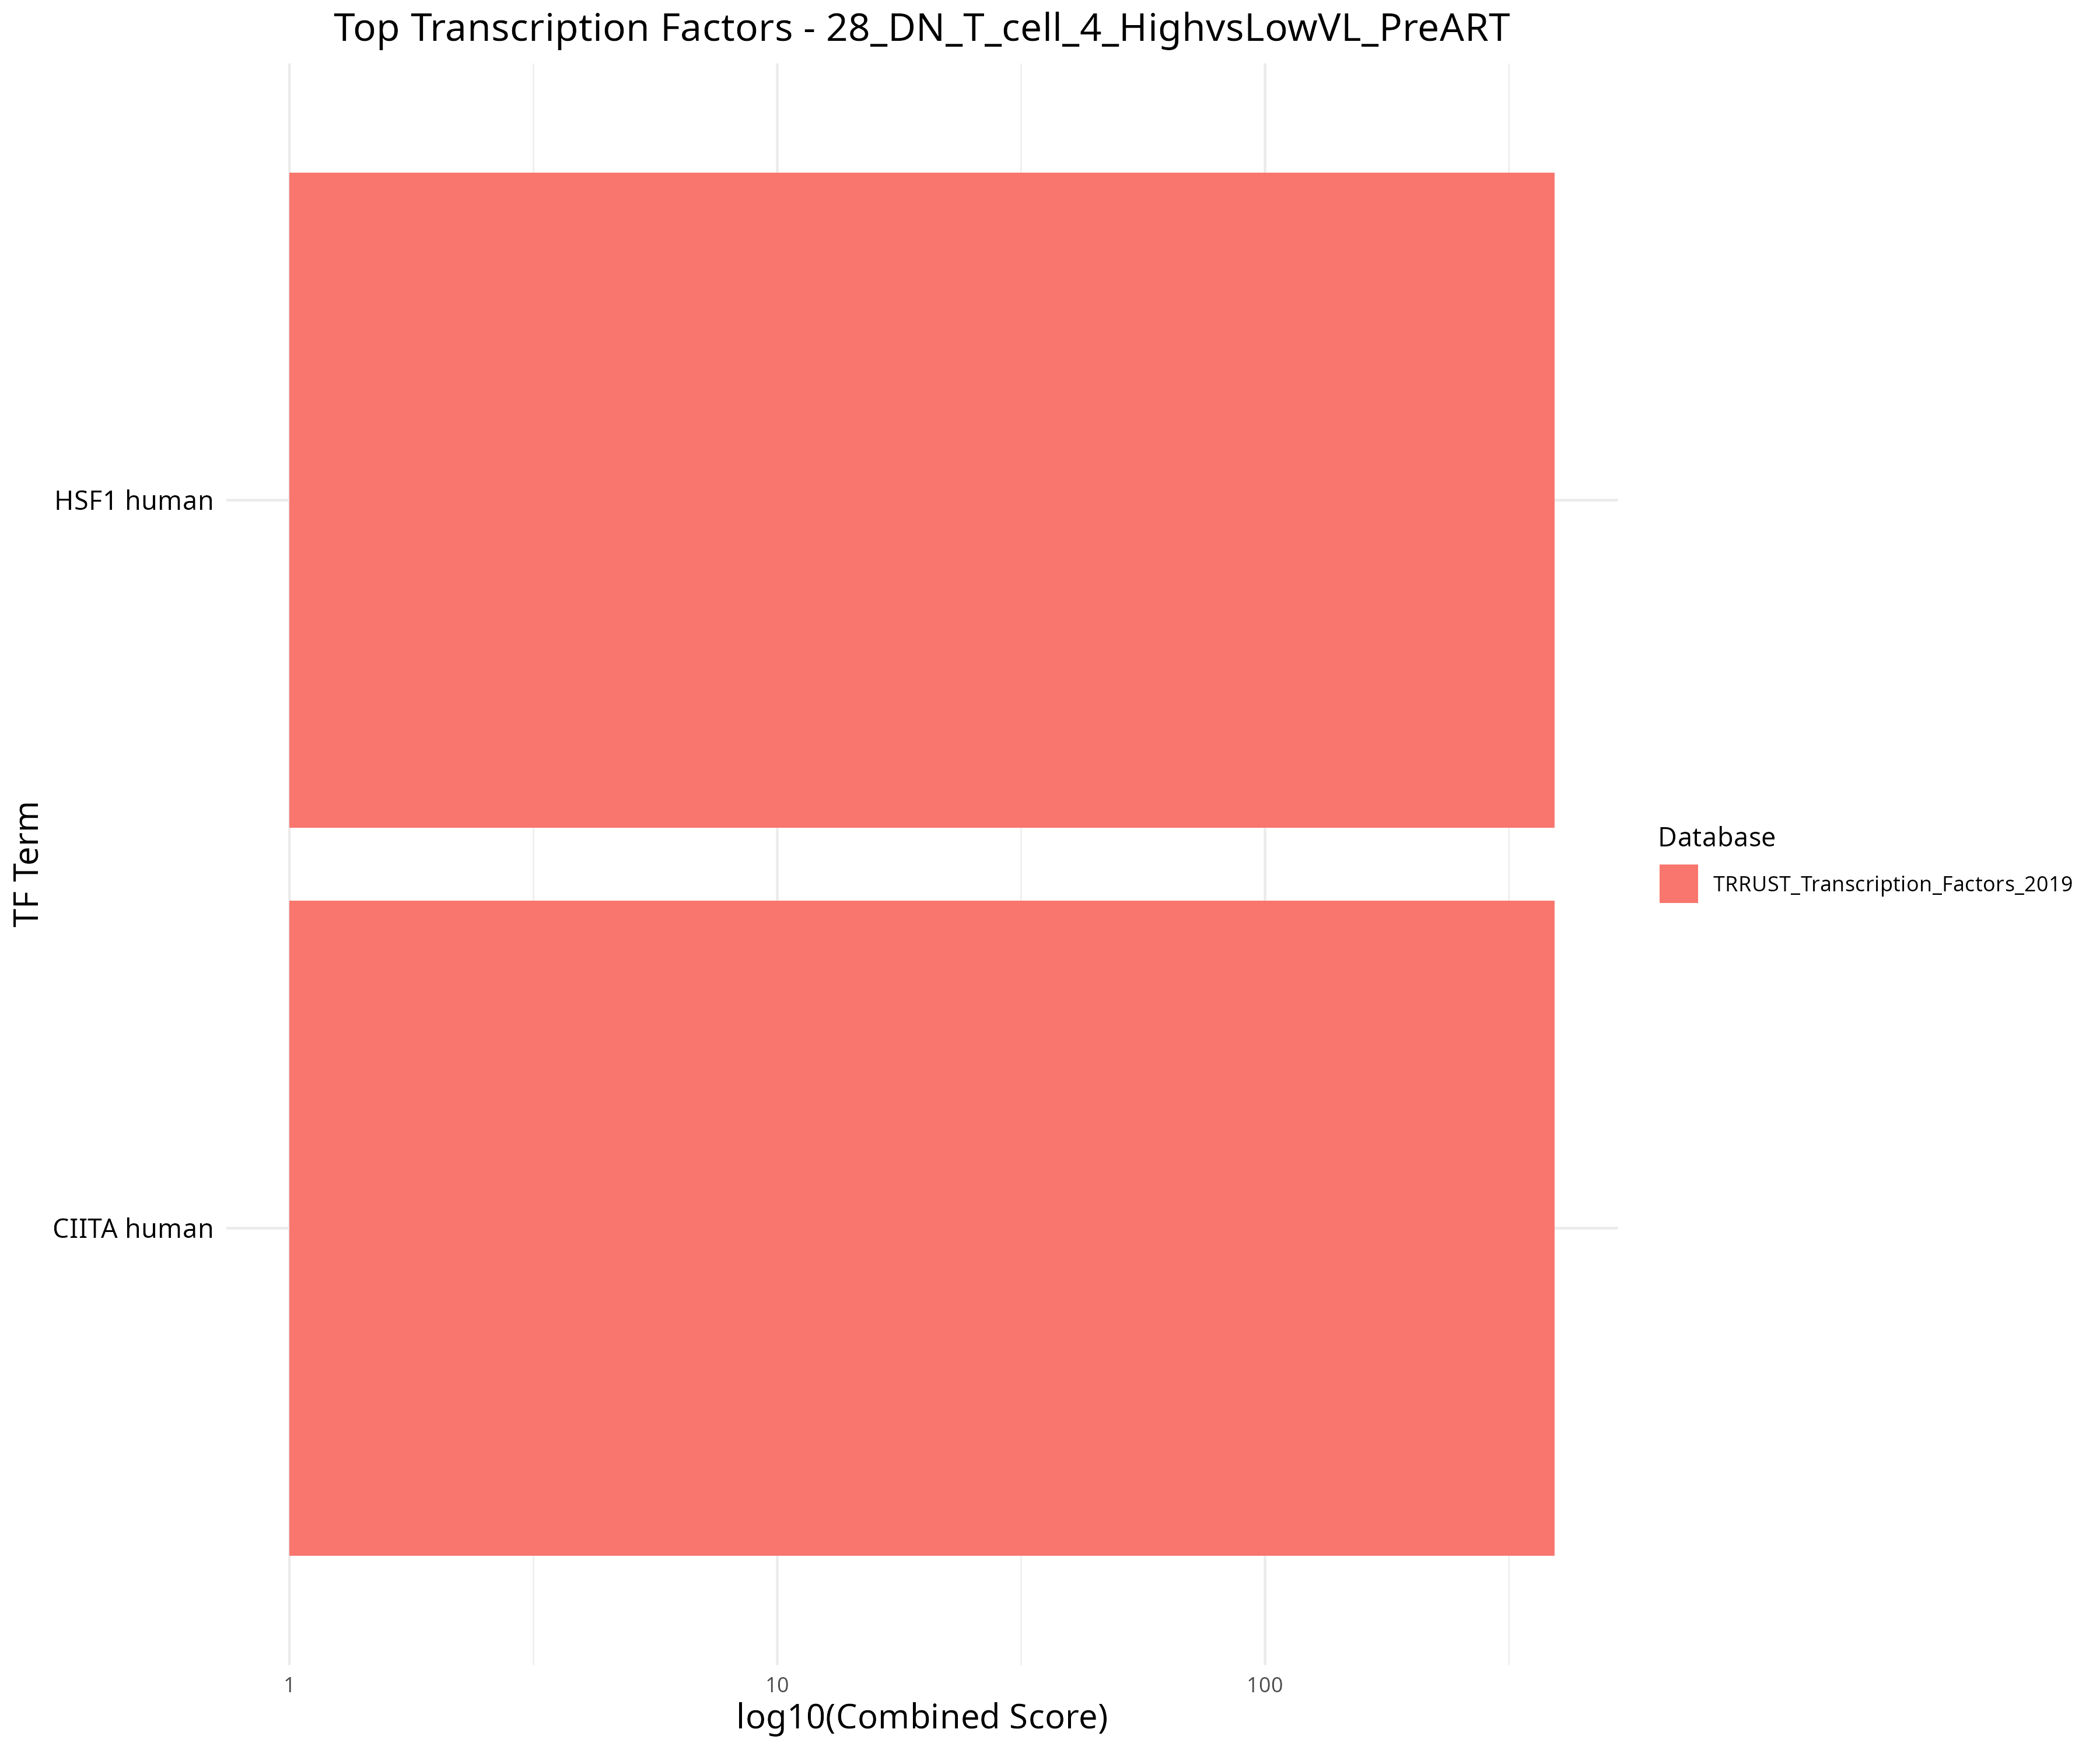 Top Transcription Factors - 28_DN_T_cell_4_HighvsLowVL_PreART
TF Term
HSF1 human
CIITA human
1
10
100
log10(Combined Score)
Database
TRRUST_Transcription_Factors_2019